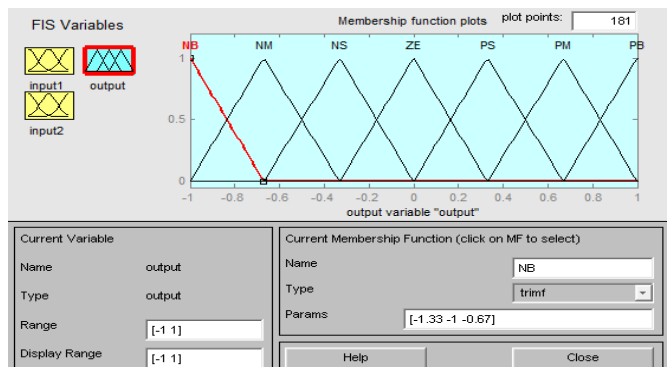 FIS Variables
Membership function plots
plot points:
181
NB
NM
NS
ZE
PS
PM
PB
1
0.5
0
input1
output
input2
-1
-0.8
-0.6
-0.4
-0.2
0
0.2
0.4
0.6
0.8
1
output variable "output"
Current Variable
Name
output
Type
output
Range
[-1 1]
Display Range
[-1 1]
Current Membership Function (click on MF to select)
Name
NB
Type
trimf
Params
[-1.33 -1 -0.67]
Help
Close